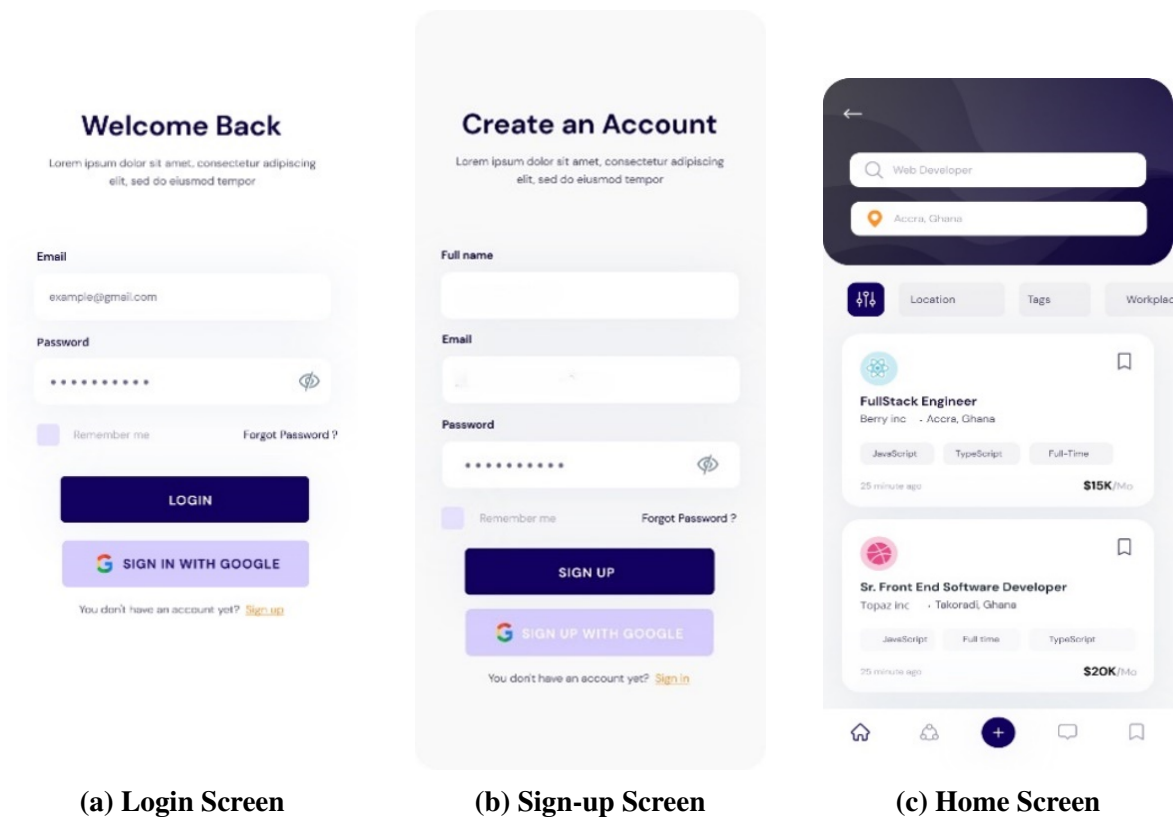 Welcome Back
Lorem ipsum dolor sit amet, consectetur adipiscing
elit, sed do eiusmod tempor
Email
example@gmail.com
Password
Remember me Forgot Password ?
LOGIN
SIGN IN WITH GOOGLE
You don't have an account yet? Sign up
(a) Login Screen
Create an Account
Lorem ipsum dolor sit amet, consectetur adipiscing
elit, sed do eiusmod tempor
Full name
Email
Password
Remember me Forgot Password ?
SIGN UP
SIGN UP WITH GOOGLE
You don't have an account yet? Sign in
(b) Sign-up Screen
Web Developer
Accra, Ghana
Location Tags Workplac
FullStack Engineer
Berry inc . Accra, Ghana
JavaScript TypeScript Full-Time
25 minute ago $15K/Mo
Sr. Front End Software Developer
Topaz inc . Takoradi, Ghana
JavaScript Full time TypeScript
25 minute ago $20K/Mo
(c) Home Screen